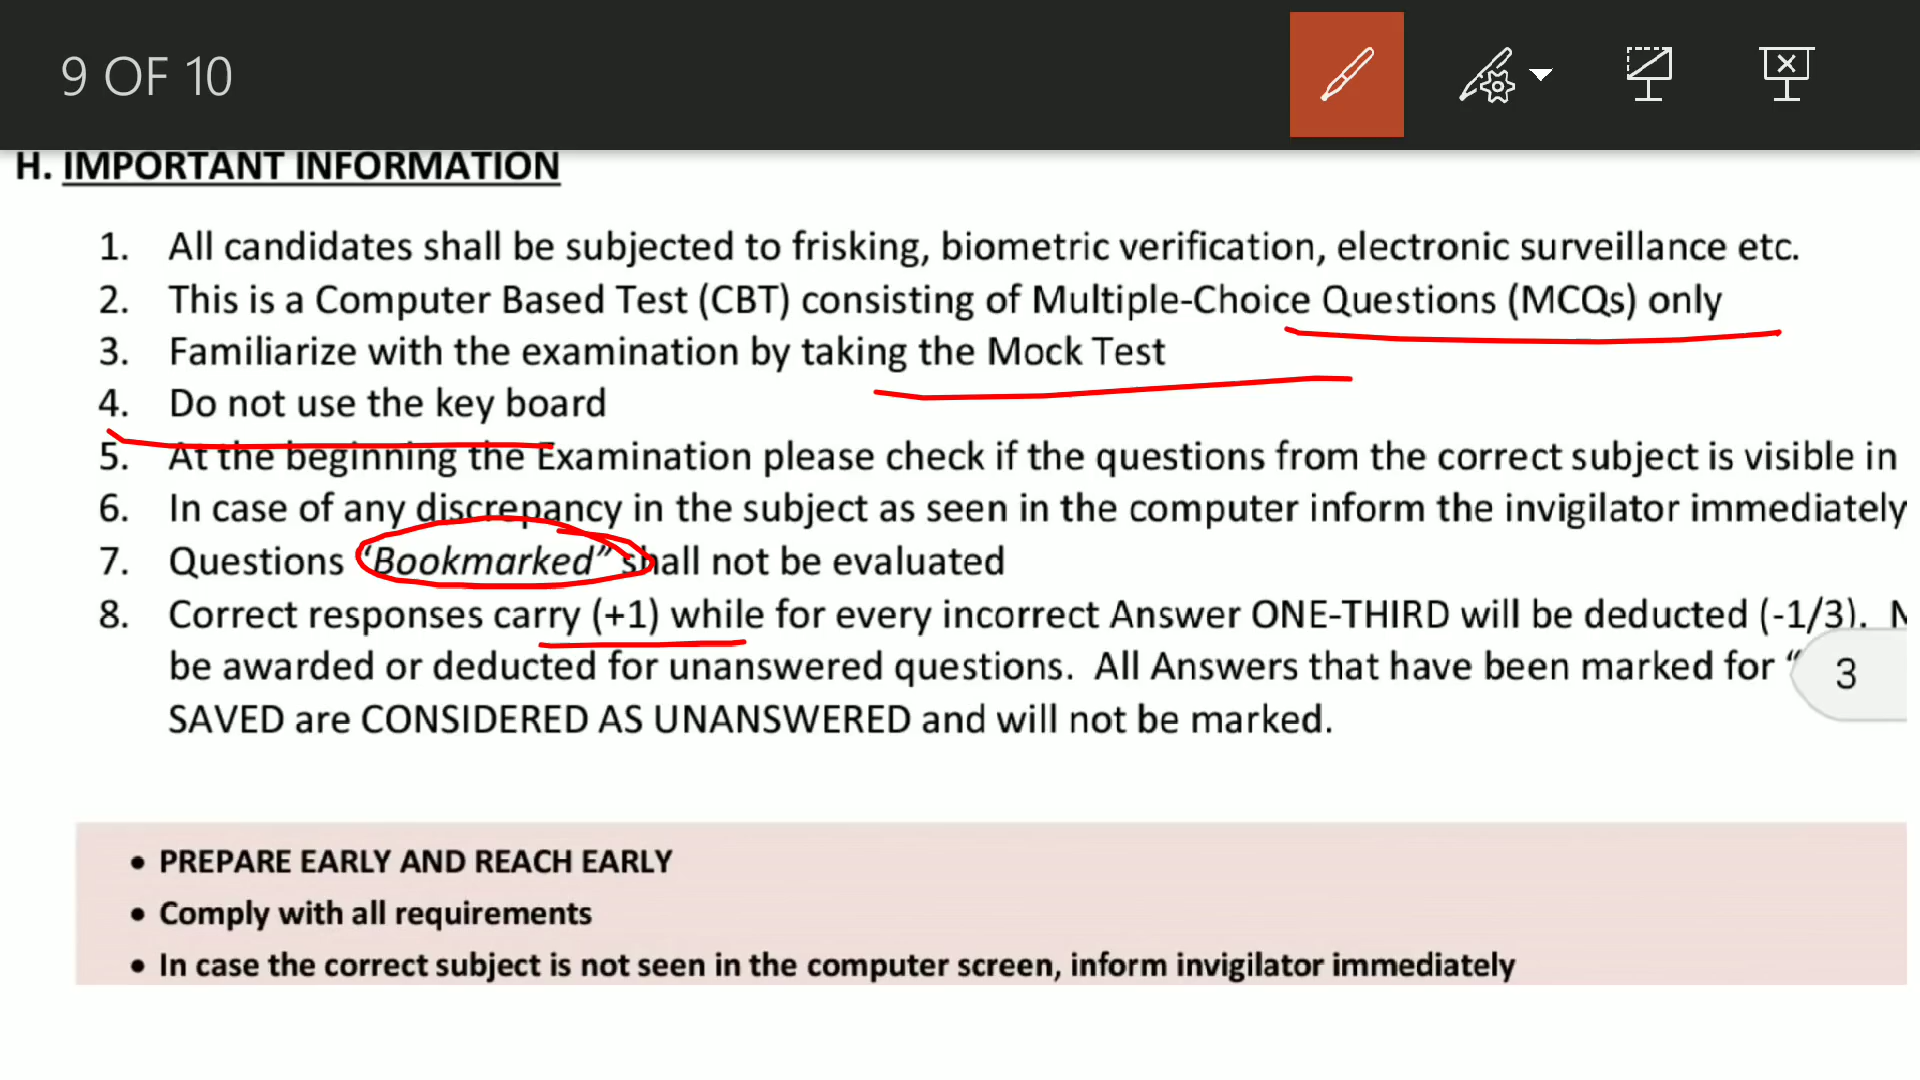 9 OF 10
H. IMPORTANT INFORMATION
1. All candidates shall be subjected to frisking, biometric verification, electronic surveillance etc.
2. This is a Computer Based Test (CBT) consisting of Multiple-Choice Questions (MCQs) only
3. Familiarize with the examination by taking the Mock Test
4. Do not use the key board
5. At the beginning the Examination please check if the questions from the correct subject is visible in
6. In case of any discrepancy in the subject as seen in the computer inform the invigilator immediately
7. Questions "Bookmarked" shall not be evaluated
8. Correct responses carry (+1) while for every incorrect Answer ONE-THIRD will be deducted (-1/3).
be awarded or deducted for unanswered questions. All Answers that have been marked for "
3
SAVED are CONSIDERED AS UNANSWERED and will not be marked.
• PREPARE EARLY AND REACH EARLY
• Comply with all requirements
• In case the correct subject is not seen in the computer screen, inform invigilator immediately